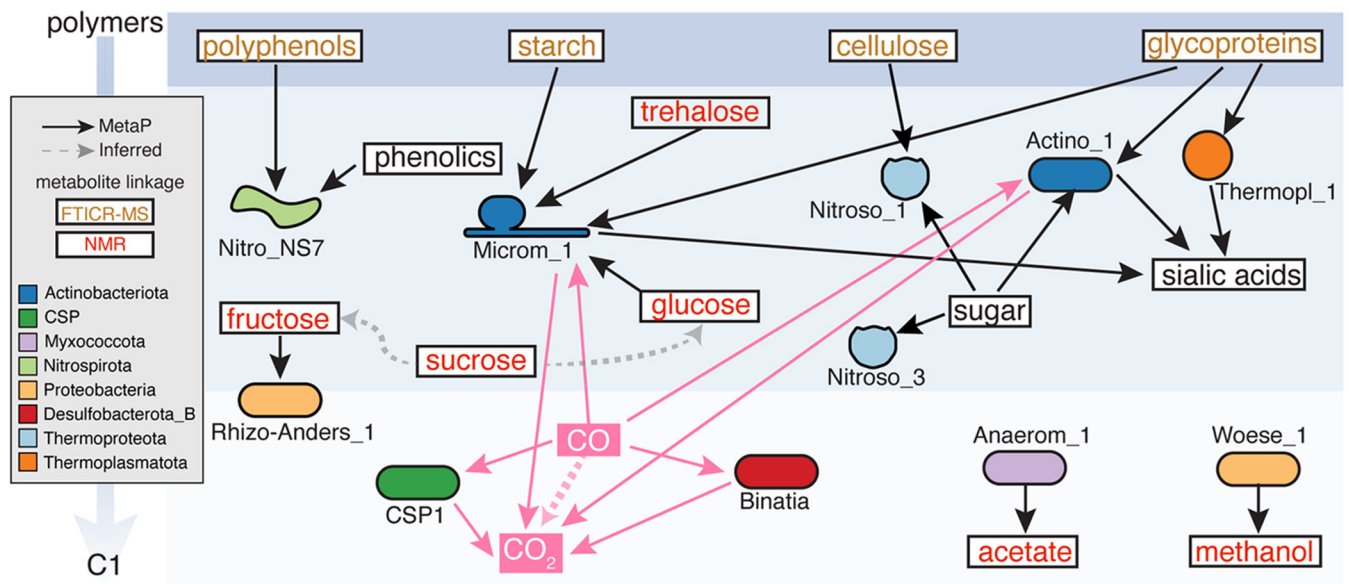 polymers
polyphenols
starch
cellulose
glycoproteins
MetaP
Inferred
metabolite linkage
FTICR-MS
NMR
Actinobacteriota
CSP
Myxococcota
Nitrospirota
Proteobacteria
Desulfobacterota_B
Thermoproteota
Thermoplasmatota
C1
trehalose
phenolics
Actino_1
Thermopl_1
Nitroso_1
Nitro_NS7
Microm_1
sialic acids
fructose
glucose
sugar
sucrose
Nitroso_3
Rhizo-Anders_1
CO
Anaerom_1
Woese_1
CSP1
Binatia
CO₂
acetate
methanol